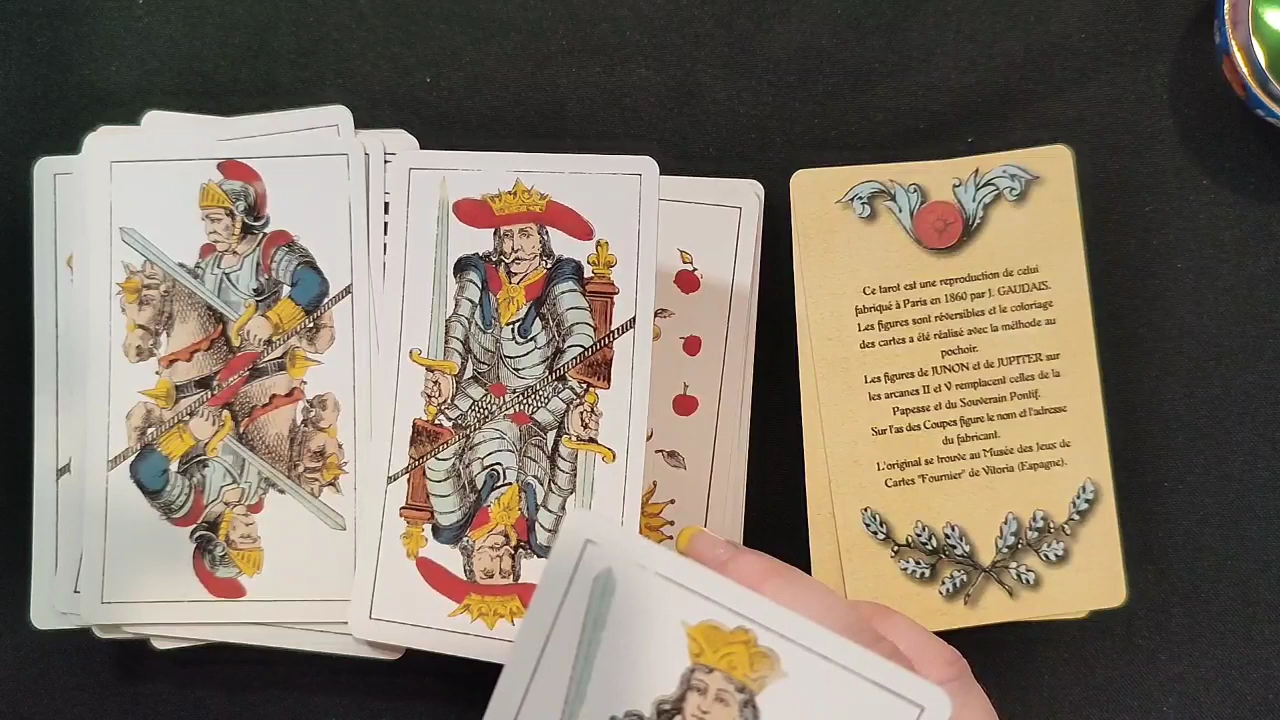 Ce tarot est une reproduction de celui
fabriqué à Paris en 1860 par J. GAUDAIS.
Les figures sont réversibles et le coloriage
des cartes a été réalisé avec la méthode au
pochoir.
Les figures de JUNON et de JUPITER sur
les arcanes II et V remplacent celles de la
Papesse et du Souverain Pontif.
Sur l'as des Coupes figure le nom et l'adresse
du fabricant.
L'original se trouve au Musée des Jeux de
Cartes "Fournier" de Vitoria (Espagne).